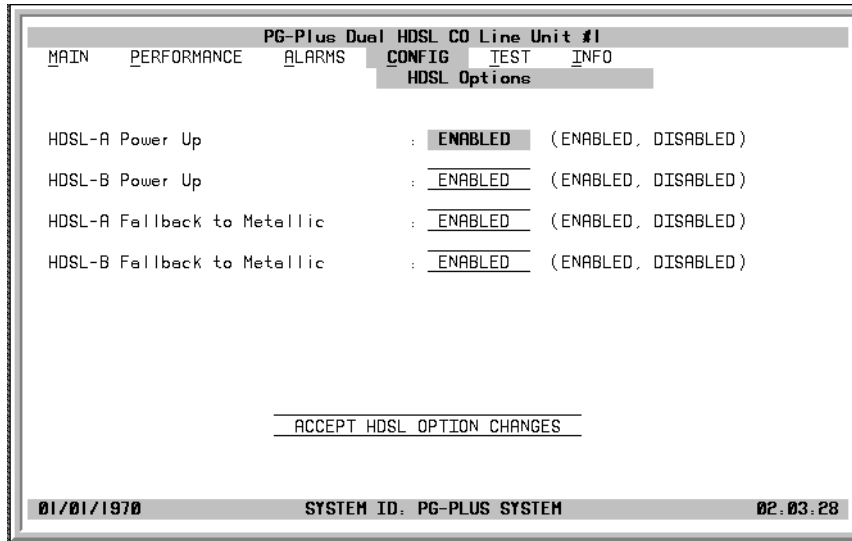 PG-Plus Dual HDSL CO Line Unit #1
MAIN PERFORMANCE ALARMS CONFIG TEST INFO
HDSL Options
HDSL-A Power Up : ENABLED (ENABLED, DISABLED)
HDSL-B Power Up : ENABLED (ENABLED, DISABLED)
HDSL-A Fallback to Metallic : ENABLED (ENABLED, DISABLED)
HDSL-B Fallback to Metallic : ENABLED (ENABLED, DISABLED)
ACCEPT HDSL OPTION CHANGES
01/01/1970 SYSTEM ID: PG-PLUS SYSTEM 02:03:28